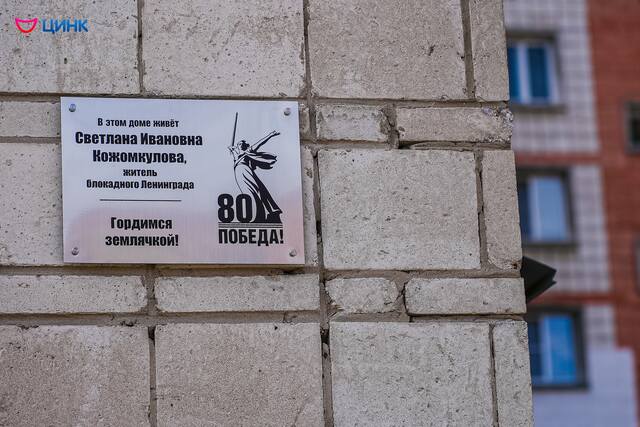 ЦИНК
В этом доме живёт
Светлана Ивановна
Кожомкулова,
житель
блокадного Ленинграда
Гордимся
землячкой!
80
ПОБЕДА!